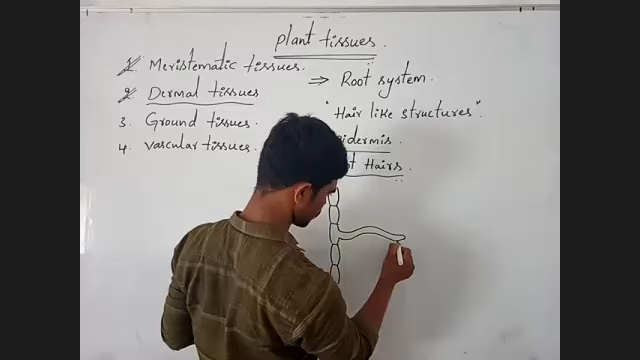 Plant tissues.
1. Meristematic tissues.
2. Dermal tissues
3. Ground tissues.
4. Vascular tissues.
⇒ Root system.
"Hair like structures".
Hairs.